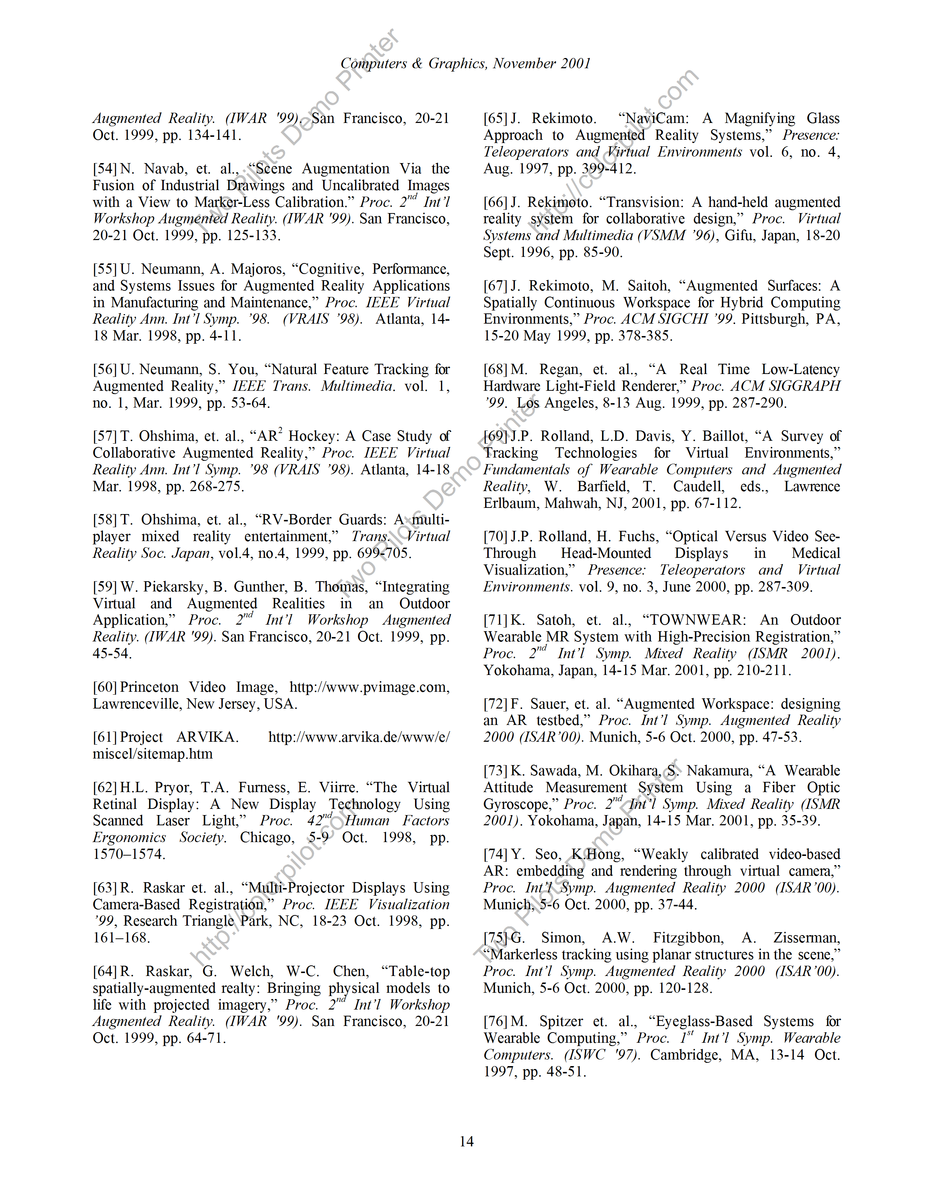 Computers & Graphics, November 2001
Augmented Reality. (IWAR '99). San Francisco, 20-21
Oct. 1999, pp. 134-141.
[54] N. Navab, et. al., “Scene Augmentation Via the
Fusion of Industrial Drawings and Uncalibrated Images
with a View to Marker-Less Calibration.” Proc. 2nd Int’l
Workshop Augmented Reality. (IWAR '99). San Francisco,
20-21 Oct. 1999, pp. 125-133.
[55] U. Neumann, A. Majoros, “Cognitive, Performance,
and Systems Issues for Augmented Reality Applications
in Manufacturing and Maintenance,” Proc. IEEE Virtual
Reality Ann. Int’l Symp. ’98. (VRAIS ’98). Atlanta, 14-
18 Mar. 1998, pp. 4-11.
[56] U. Neumann, S. You, “Natural Feature Tracking for
Augmented Reality,” IEEE Trans. Multimedia. vol. 1,
no. 1, Mar. 1999, pp. 53-64.
[57] T. Ohshima, et. al., “AR2 Hockey: A Case Study of
Collaborative Augmented Reality,” Proc. IEEE Virtual
Reality Ann. Int’l Symp. ’98 (VRAIS ’98). Atlanta, 14-18
Mar. 1998, pp. 268-275.
[58] T. Ohshima, et. al., “RV-Border Guards: A multi-
player mixed reality entertainment,” Trans. Virtual
Reality Soc. Japan, vol.4, no.4, 1999, pp. 699-705.
[59] W. Piekarsky, B. Gunther, B. Thomas, “Integrating
Virtual and Augmented Realities in an Outdoor
Application,” Proc. 2nd Int’l Workshop Augmented
Reality. (IWAR '99). San Francisco, 20-21 Oct. 1999, pp.
45-54.
[60] Princeton Video Image, http://www.pvimage.com,
Lawrenceville, New Jersey, USA.
[61] Project ARVIKA. http://www.arvika.de/www/e/
miscel/sitemap.htm
[62] H.L. Pryor, T.A. Furness, E. Viirre. “The Virtual
Retinal Display: A New Display Technology Using
Scanned Laser Light,” Proc. 42nd Human Factors
Ergonomics Society. Chicago, 5-9 Oct. 1998, pp.
1570–1574.
[63] R. Raskar et. al., “Multi-Projector Displays Using
Camera-Based Registration,” Proc. IEEE Visualization
’99, Research Triangle Park, NC, 18-23 Oct. 1998, pp.
161–168.
[64] R. Raskar, G. Welch, W-C. Chen, “Table-top
spatially-augmented realty: Bringing physical models to
life with projected imagery,” Proc. 2nd Int’l Workshop
Augmented Reality. (IWAR '99). San Francisco, 20-21
Oct. 1999, pp. 64-71.
[65] J. Rekimoto. “NaviCam: A Magnifying Glass
Approach to Augmented Reality Systems,” Presence:
Teleoperators and Virtual Environments vol. 6, no. 4,
Aug. 1997, pp. 399-412.
[66] J. Rekimoto. “Transvision: A hand-held augmented
reality system for collaborative design,” Proc. Virtual
Systems and Multimedia (VSMM ’96), Gifu, Japan, 18-20
Sept. 1996, pp. 85-90.
[67] J. Rekimoto, M. Saitoh, “Augmented Surfaces: A
Spatially Continuous Workspace for Hybrid Computing
Environments,” Proc. ACM SIGCHI ’99. Pittsburgh, PA,
15-20 May 1999, pp. 378-385.
[68] M. Regan, et. al., “A Real Time Low-Latency
Hardware Light-Field Renderer,” Proc. ACM SIGGRAPH
’99. Los Angeles, 8-13 Aug. 1999, pp. 287-290.
[69] J.P. Rolland, L.D. Davis, Y. Baillot, “A Survey of
Tracking Technologies for Virtual Environments,”
Fundamentals of Wearable Computers and Augmented
Reality, W. Barfield, T. Caudell, eds., Lawrence
Erlbaum, Mahwah, NJ, 2001, pp. 67-112.
[70] J.P. Rolland, H. Fuchs, “Optical Versus Video See-
Through Head-Mounted Displays in Medical
Visualization,” Presence: Teleoperators and Virtual
Environments. vol. 9, no. 3, June 2000, pp. 287-309.
[71] K. Satoh, et. al., “TOWNWEAR: An Outdoor
Wearable MR System with High-Precision Registration,”
Proc. 2nd Int’l Symp. Mixed Reality (ISMR 2001).
Yokohama, Japan, 14-15 Mar. 2001, pp. 210-211.
[72] F. Sauer, et. al. “Augmented Workspace: designing
an AR testbed,” Proc. Int’l Symp. Augmented Reality
2000 (ISAR’00). Munich, 5-6 Oct. 2000, pp. 47-53.
[73] K. Sawada, M. Okihara, S. Nakamura, “A Wearable
Attitude Measurement System Using a Fiber Optic
Gyroscope,” Proc. 2nd Int’l Symp. Mixed Reality (ISMR
2001). Yokohama, Japan, 14-15 Mar. 2001, pp. 35-39.
[74] Y. Seo, K.Hong, “Weakly calibrated video-based
AR: embedding and rendering through virtual camera,”
Proc. Int’l Symp. Augmented Reality 2000 (ISAR’00).
Munich, 5-6 Oct. 2000, pp. 37-44.
[75] G. Simon, A.W. Fitzgibbon, A. Zisserman,
“Markerless tracking using planar structures in the scene,”
Proc. Int’l Symp. Augmented Reality 2000 (ISAR’00).
Munich, 5-6 Oct. 2000, pp. 120-128.
[76] M. Spitzer et. al., “Eyeglass-Based Systems for
Wearable Computing,” Proc. 1st Int’l Symp. Wearable
Computers. (ISWC '97). Cambridge, MA, 13-14 Oct.
1997, pp. 48-51.
14
Two Pilots Demo Printer
http://colorpilot.com
Two Pilots Demo Printer
http://colorpilot.com
Two Pilots Demo Printer